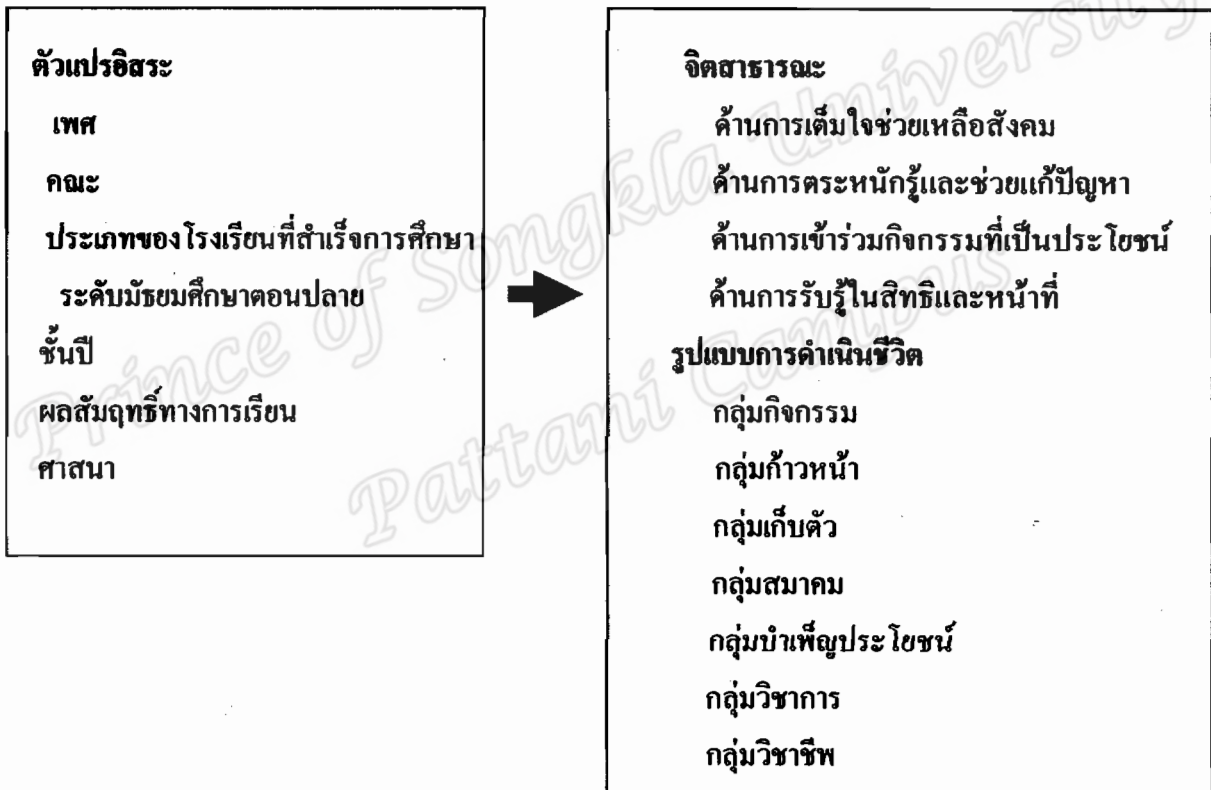 ตัวแปรอิสระ
เพศ
คณะ
ประเภทของโรงเรียนที่สำเร็จการศึกษา
ระดับมัธยมศึกษาตอนปลาย
ชั้นปี
ผลสัมฤทธิ์ทางการเรียน
ศาสนา
จิตสาธารณะ
ด้านการเต็มใจช่วยเหลือสังคม
ด้านการตระหนักรู้และช่วยแก้ปัญหา
ด้านการเข้าร่วมกิจกรรมที่เป็นประโยชน์
ด้านการรับรู้ในสิทธิและหน้าที่
รูปแบบการดำเนินชีวิต
กลุ่มกิจกรรม
กลุ่มก้าวหน้า
กลุ่มเก็บตัว
กลุ่มสมาคม
กลุ่มบำเพ็ญประโยชน์
กลุ่มวิชาการ
กลุ่มวิชาชีพ
Prince of Songkla University
Pattani Campus